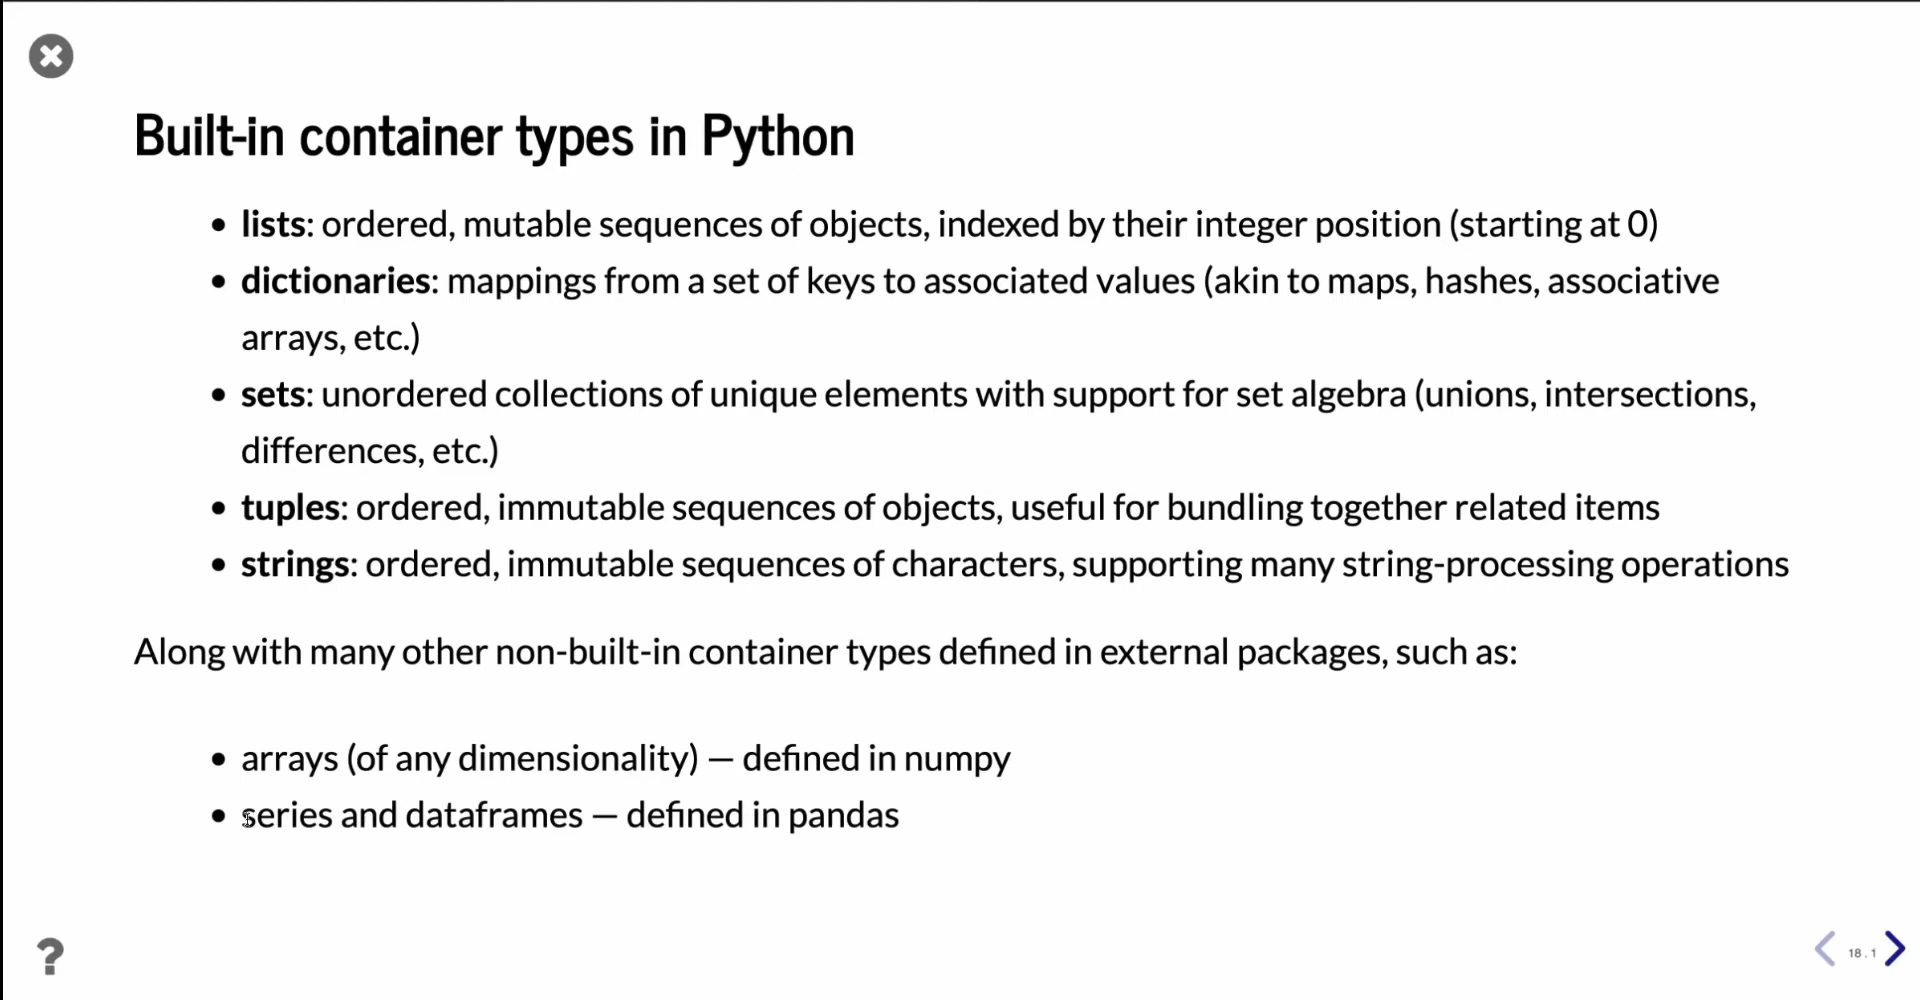 Built-in container types in Python
• lists: ordered, mutable sequences of objects, indexed by their integer position (starting at 0)
• dictionaries: mappings from a set of keys to associated values (akin to maps, hashes, associative
arrays, etc.)
• sets: unordered collections of unique elements with support for set algebra (unions, intersections,
differences, etc.)
• tuples: ordered, immutable sequences of objects, useful for bundling together related items
• strings: ordered, immutable sequences of characters, supporting many string-processing operations
Along with many other non-built-in container types defined in external packages, such as:
• arrays (of any dimensionality) — defined in numpy
• series and dataframes — defined in pandas
?
18.1